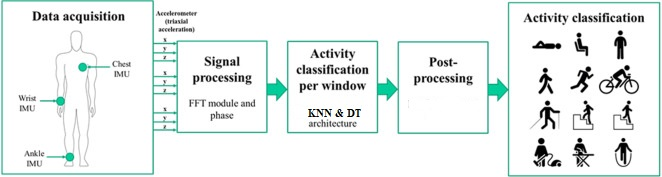 Data acquisition
Chest
IMU
Wrist
IMU
Ankle
IMU
Accelerometer
(triaxial
acceleration)
x
y
z
x
y
z
x
y
z
Signal
processing
FFT module and
phase
Activity
classification
per window
KNN & DT
architecture
Post-
processing
Activity classification